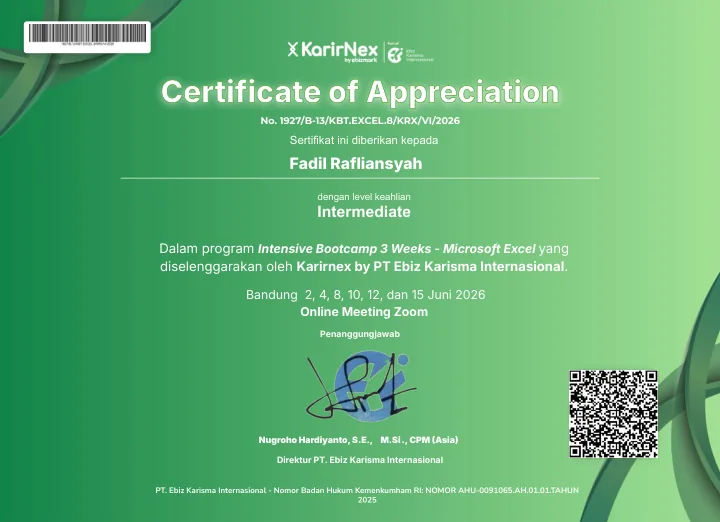 KarirNex
by ebizmark
Ebiz
Karisma
Internasional
Certificate of Appreciation
No. 1927/B-13/KBT.EXCEL.8/KRX/VI/2026
Sertifikat ini diberikan kepada
Fadil Rafliansyah
dengan level keahlian
Intermediate
Dalam program Intensive Bootcamp 3 Weeks - Microsoft Excel yang
diselenggarakan oleh Karirnex by PT Ebiz Karisma Internasional.
Bandung 2, 4, 8, 10, 12, dan 15 Juni 2026
Online Meeting Zoom
Penanggungjawab
Nugroho Hardiyanto, S.E., M.Si., CPM (Asia)
Direktur PT. Ebiz Karisma Internasional
PT. Ebiz Karisma Internasional - Nomor Badan Hukum Kemenkumham RI: NOMOR AHU-0091065.AH.01.01.TAHUN
2025